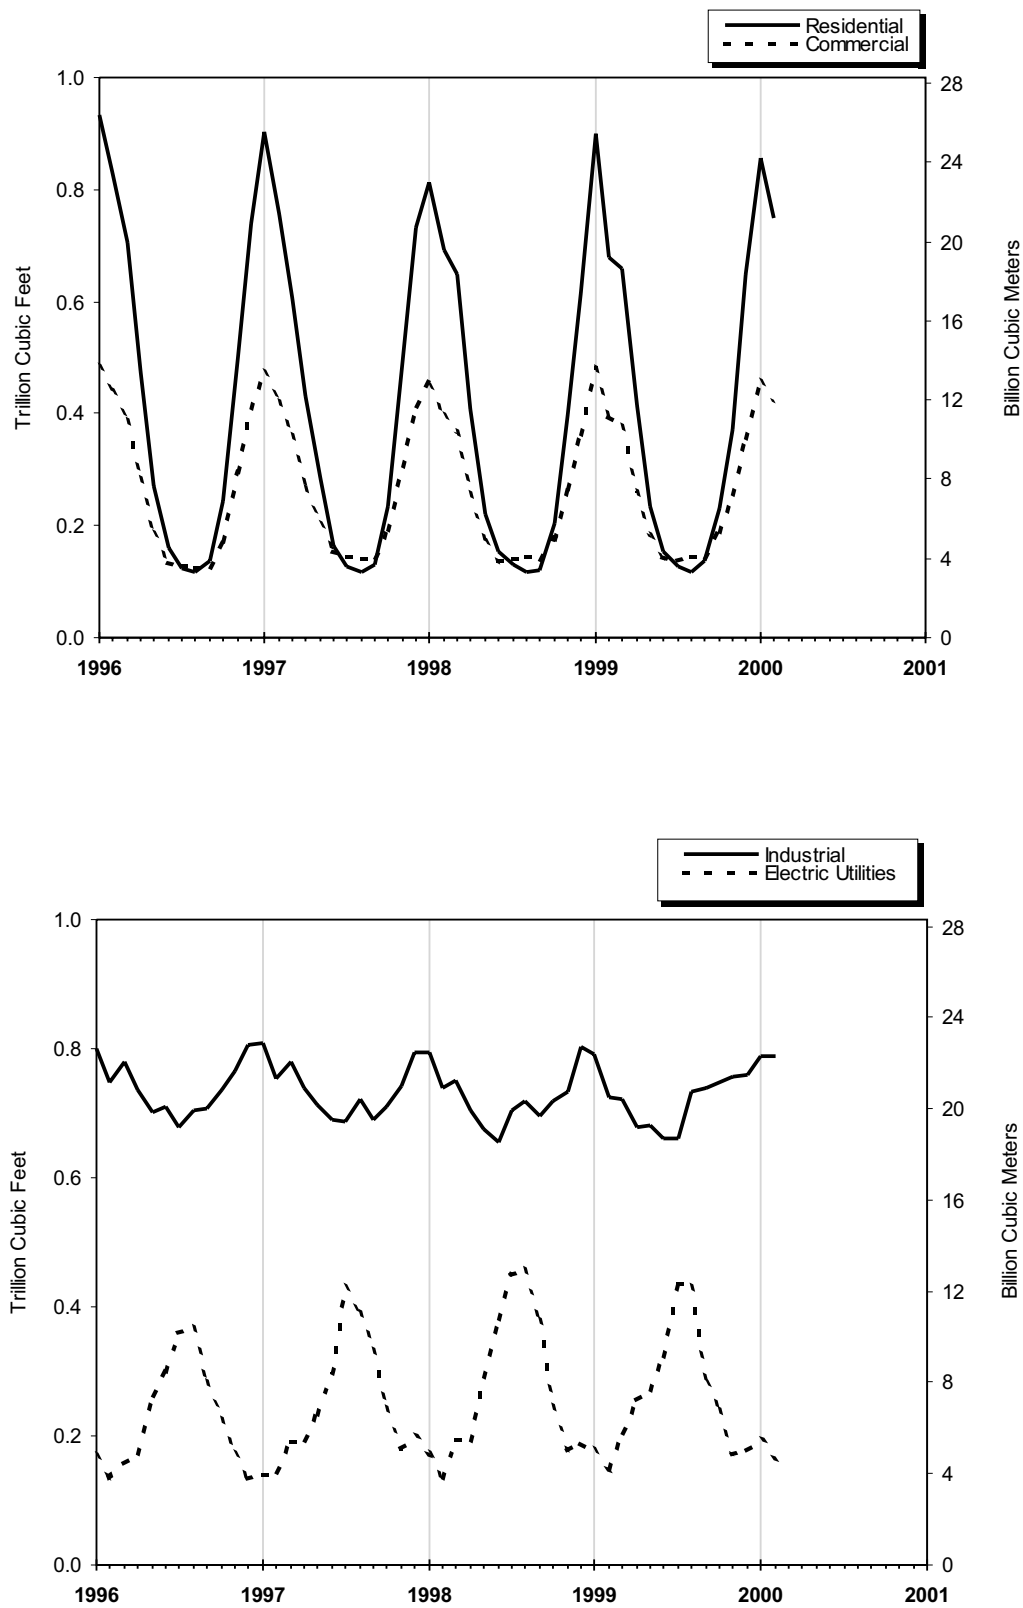 Residential
Commercial
1.0
0.8
0.6
0.4
0.2
0.0
Trillion Cubic Feet
28
24
20
16
12
8
4
0
Billion Cubic Meters
1996 1997 1998 1999 2000 2001
Industrial
Electric Utilities
1.0
0.8
0.6
0.4
0.2
0.0
Trillion Cubic Feet
28
24
20
16
12
8
4
0
Billion Cubic Meters
1996 1997 1998 1999 2000 2001